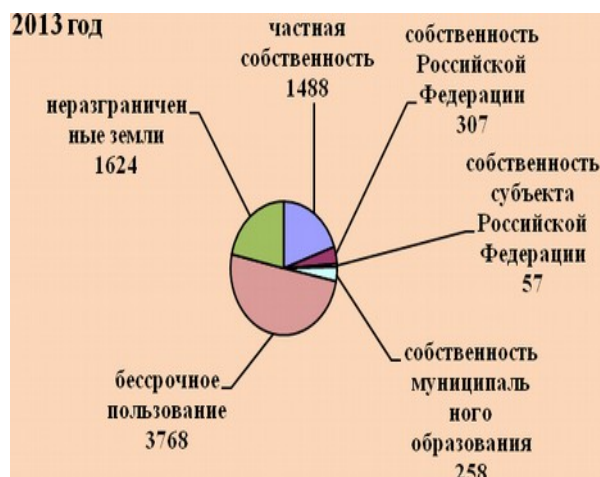 2013 год
частная
собственность
1488
собственность
Российской
Федерации
307
неразграничен
ные земли
1624
собственность
субъекта
Российской
Федерации
57
собственность
муниципаль
ного
образования
258
бессрочное
пользование
3768